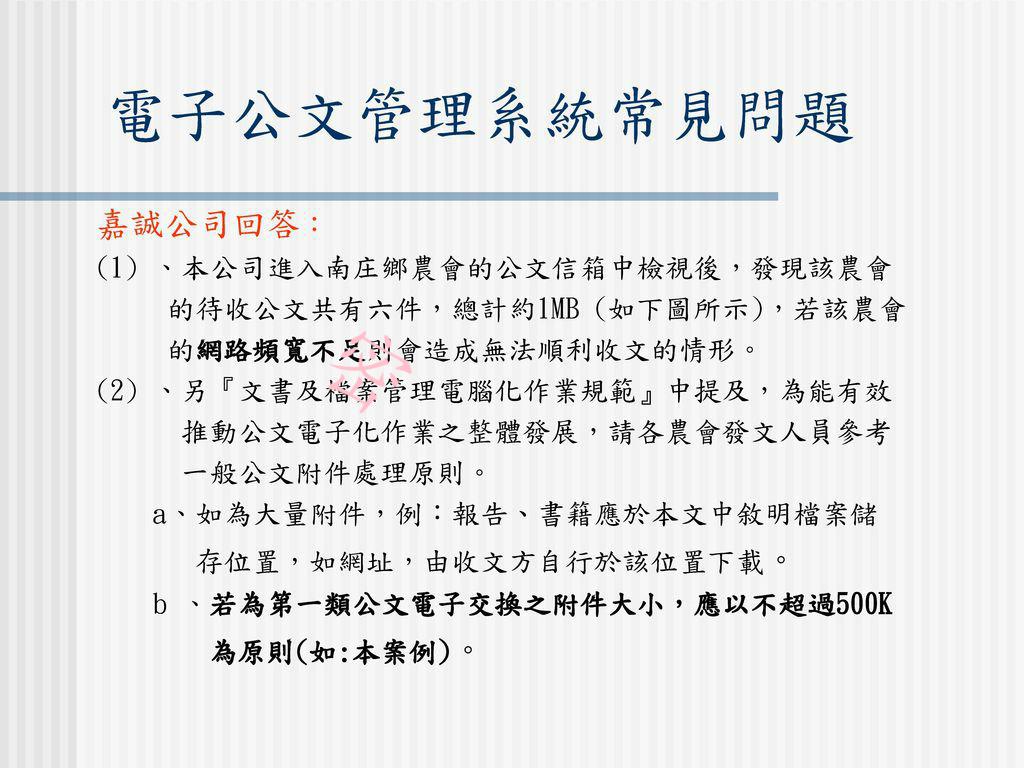 電子公文管理系統常見問題
嘉誠公司回答：
(1) 、本公司進入南庄鄉農會的公文信箱中檢視後，發現該農會
的待收公文共有六件，總計約1MB (如下圖所示)，若該農會
的網路頻寬不足則會造成無法順利收文的情形。
(2) 、另『文書及檔案管理電腦化作業規範』中提及，為能有效
推動公文電子化作業之整體發展，請各農會發文人員參考
一般公文附件處理原則。
a、如為大量附件，例：報告、書籍應於本文中敘明檔案儲
存位置，如網址，由收文方自行於該位置下載。
b 、若為第一類公文電子交換之附件大小，應以不超過500K
為原則(如:本案例)。